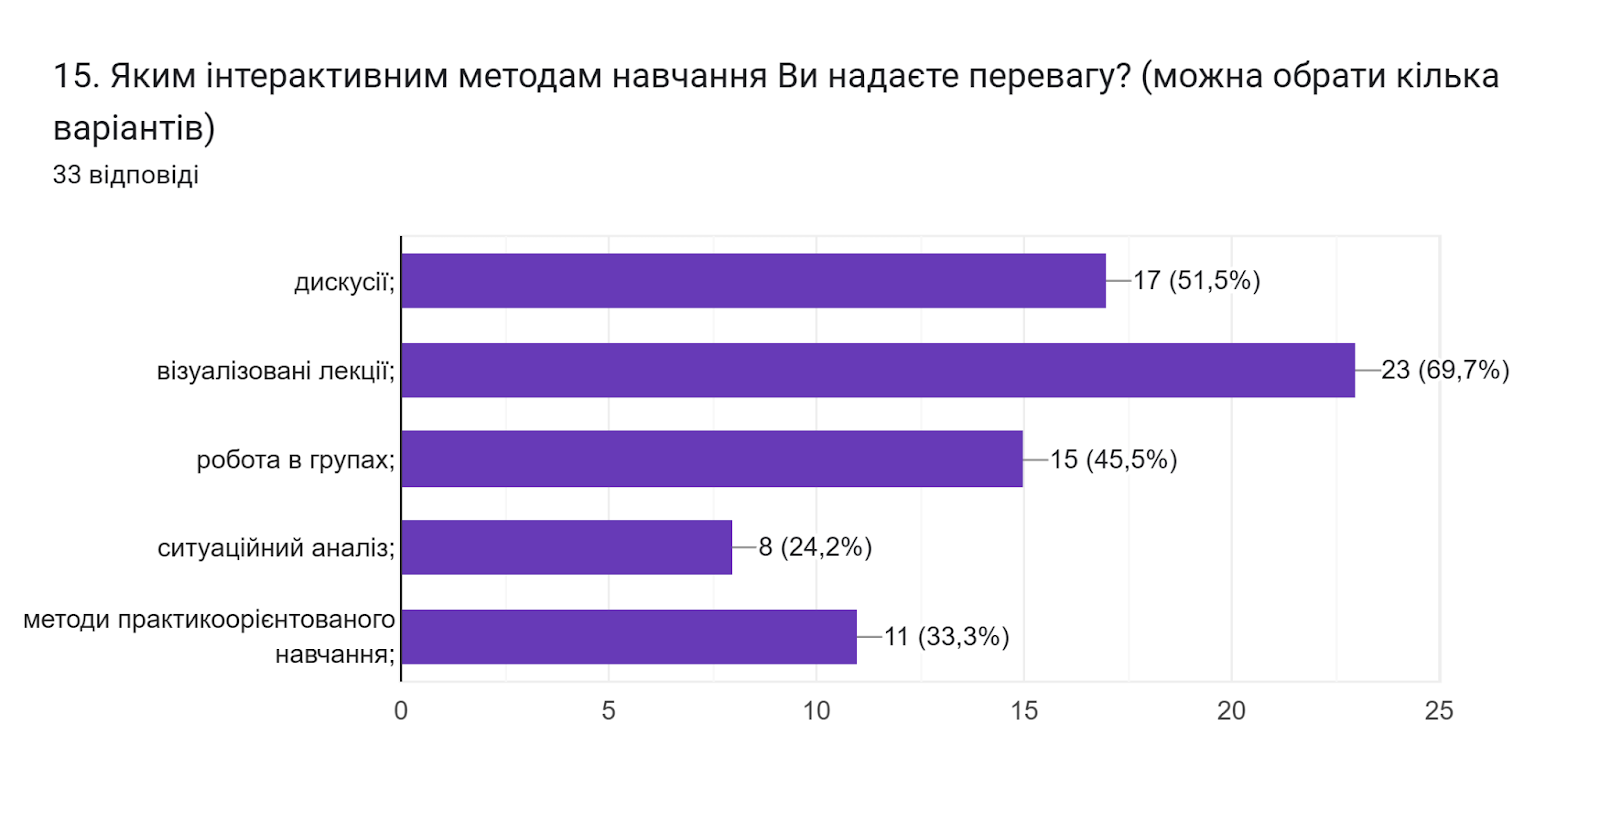 15. Яким інтерактивним методам навчання Ви надаєте перевагу? (можна обрати кілька
варіантів)
33 відповіді
дискусії;
17 (51,5%)
візуалізовані лекції;
23 (69,7%)
робота в групах;
15 (45,5%)
ситуаційний аналіз;
8 (24,2%)
методи практикоорієнтованого
навчання;
11 (33,3%)
0 5 10 15 20 25